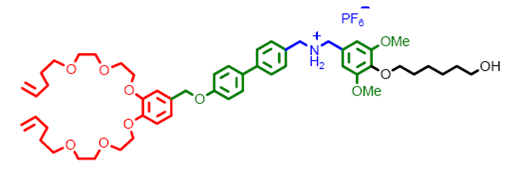 PF₆⁻
+
OMe
N
H₂
O O O OH
O OMe
O
O
O O